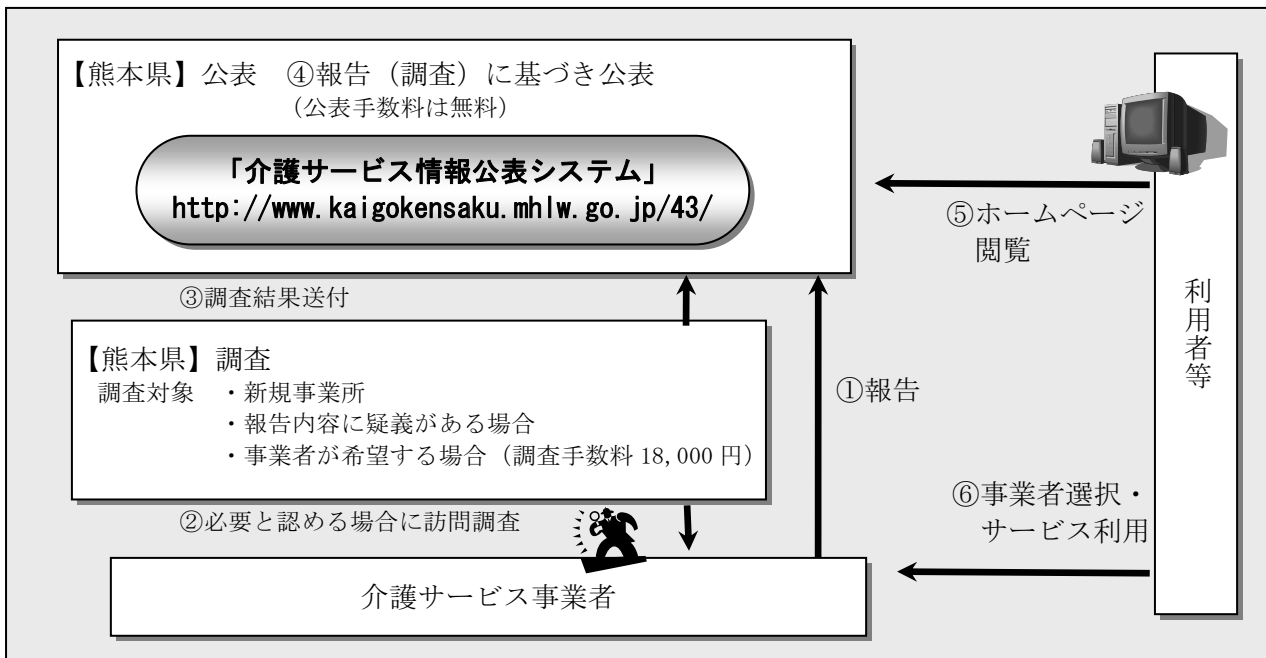 【熊本県】公表　④報告（調査）に基づき公表
（公表手数料は無料）
「介護サービス情報公表システム」
http://www.kaigokensaku.mhlw.go.jp/43/
⑤ホームページ
閲覧
利用者等
③調査結果送付
【熊本県】調査
調査対象　・新規事業所
・報告内容に疑義がある場合
・事業者が希望する場合（調査手数料 18,000 円）
①報告
②必要と認める場合に訪問調査
⑥事業者選択・
サービス利用
介護サービス事業者